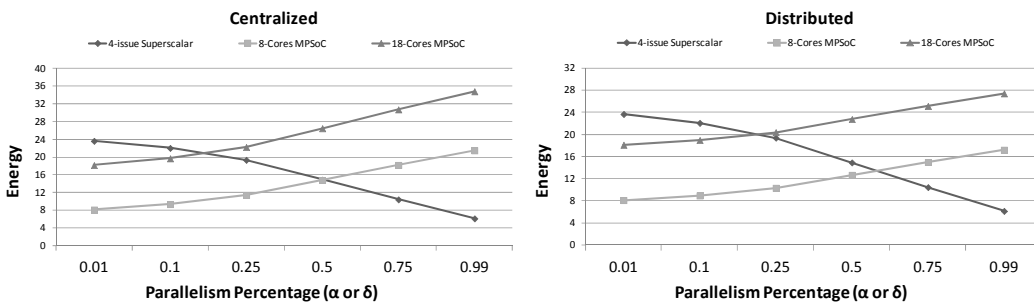 Centralized
4-issue Superscalar 8-Cores MPSoC 18-Cores MPSoC
40
36
32
28
24
20
16
12
8
4
0
Energy
0.01 0.1 0.25 0.5 0.75 0.99
Parallelism Percentage (α or δ)
Distributed
4-issue Superscalar 8-Cores MPSoC 18-Cores MPSoC
32
28
24
20
16
12
8
4
0
Energy
0.01 0.1 0.25 0.5 0.75 0.99
Parallelism Percentage (α or δ)